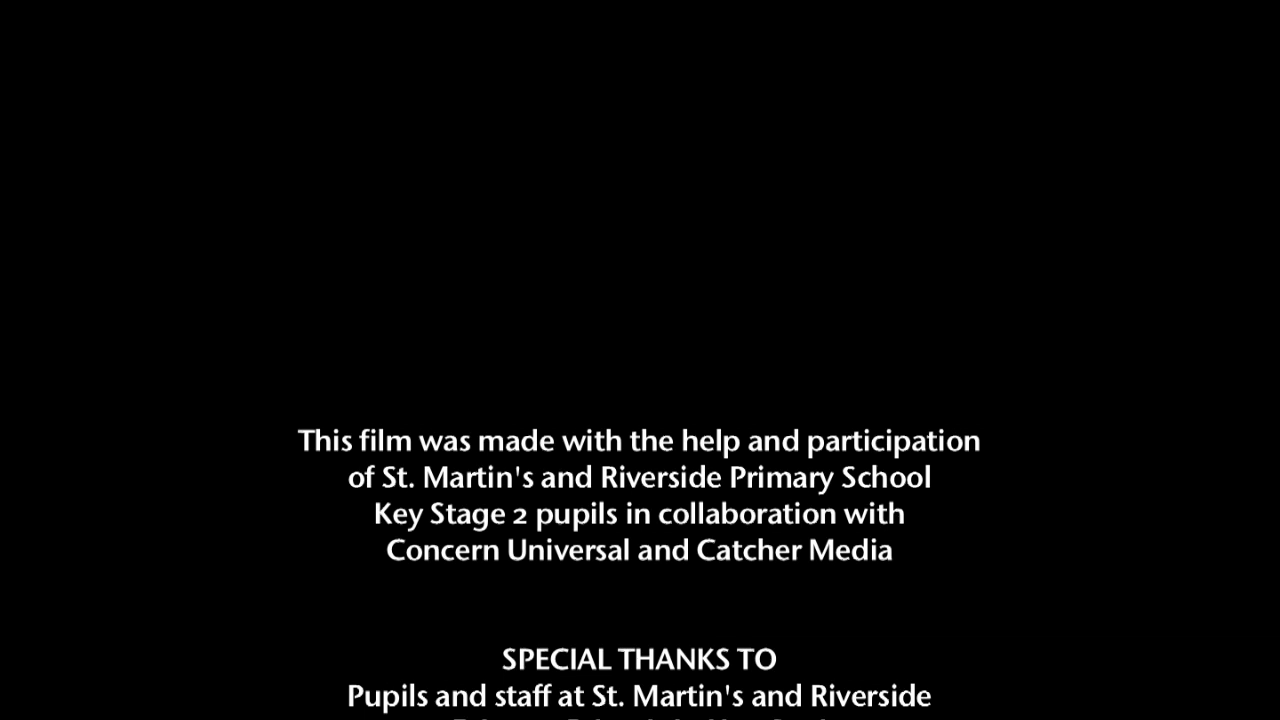 This film was made with the help and participation
of St. Martin's and Riverside Primary School
Key Stage 2 pupils in collaboration with
Concern Universal and Catcher Media
SPECIAL THANKS TO
Pupils and staff at St. Martin's and Riverside